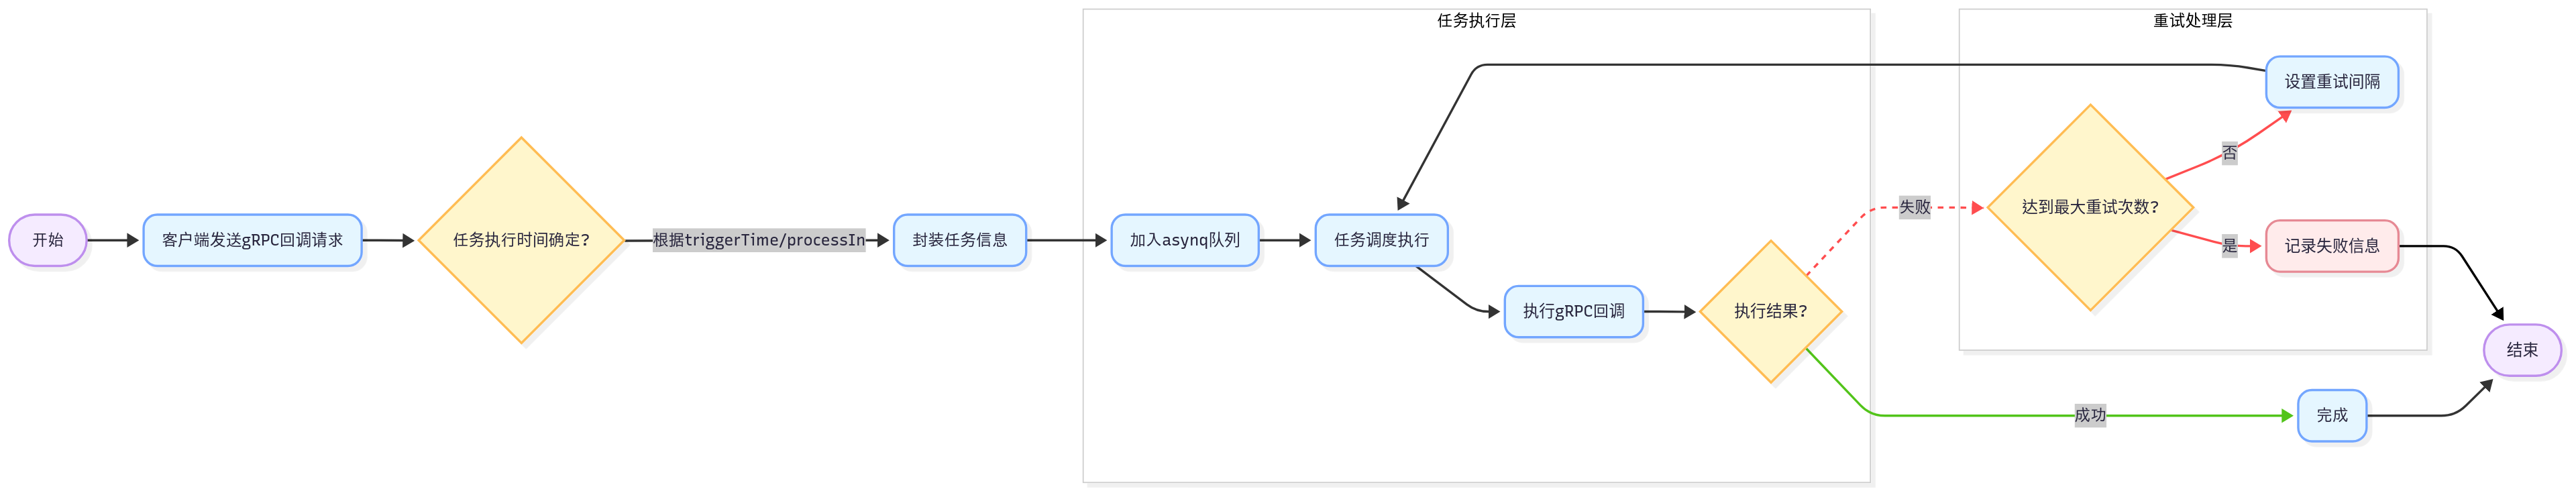 任务执行层
重试处理层
开始
客户端发送gRPC回调请求
任务执行时间确定?
根据triggerTime/processIn
封装任务信息
加入asynq队列
任务调度执行
执行gRPC回调
执行结果?
失败
成功
达到最大重试次数?
否
是
设置重试间隔
记录失败信息
完成
结束